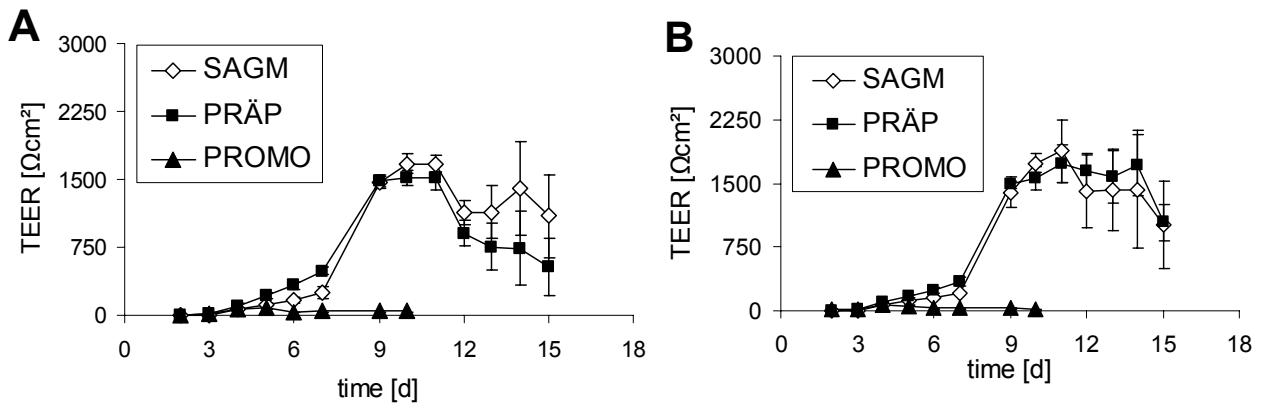 A
3000
2250
1500
750
0
TEER [Ωcm²]
SAGM
PRÄP
PROMO
0 3 6 9 12 15 18
time [d]
B
3000
2250
1500
750
0
TEER [Ωcm²]
SAGM
PRÄP
PROMO
0 3 6 9 12 15 18
time [d]